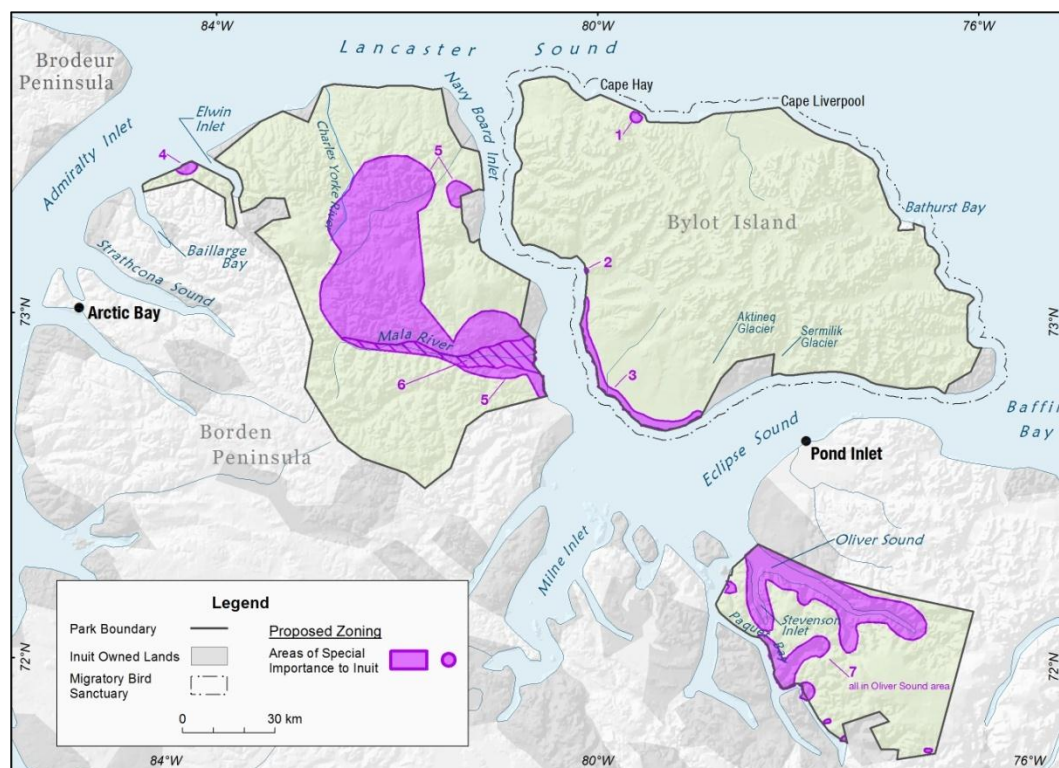 84°W
80°W
76°W
Lancaster Sound
Brodeur
Peninsula
Navy Board Inlet
Cape Hay
Cape Liverpool
Elwin
Inlet
Charles Yorke River
Admiralty Inlet
1
4
5
Bathurst Bay
Bylot Island
Baillarge
Bay
Strathcona Sound
2
73°N
Arctic Bay
73°N
Mala River
Aktineq
Glacier
Sermilik
Glacier
6
3
5
Baffin
Bay
Borden
Peninsula
Eclipse Sound
Pond Inlet
Milne Inlet
Oliver Sound
Stevenson
Inlet
Paquet Bay
72°N
72°N
7
all in Oliver Sound area
Legend
Park Boundary
Proposed Zoning
Inuit Owned Lands
Areas of Special
Importance to Inuit
Migratory Bird
Sanctuary
0 30 km
84°W
80°W
76°W